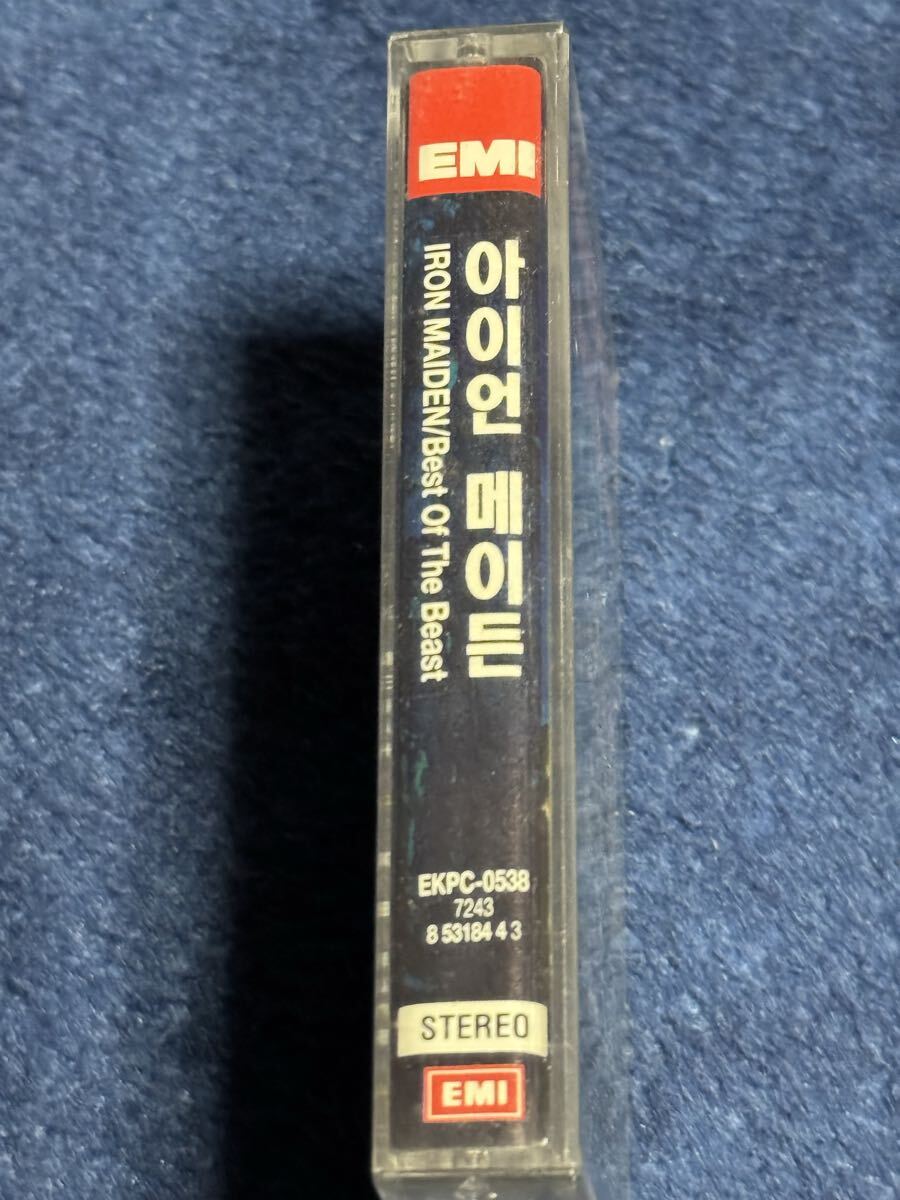 EMI
아이언 메이든
IRON MAIDEN/Best Of The Beast
EKPC-0538
7243
8 53184 4 3
STEREO
EMI